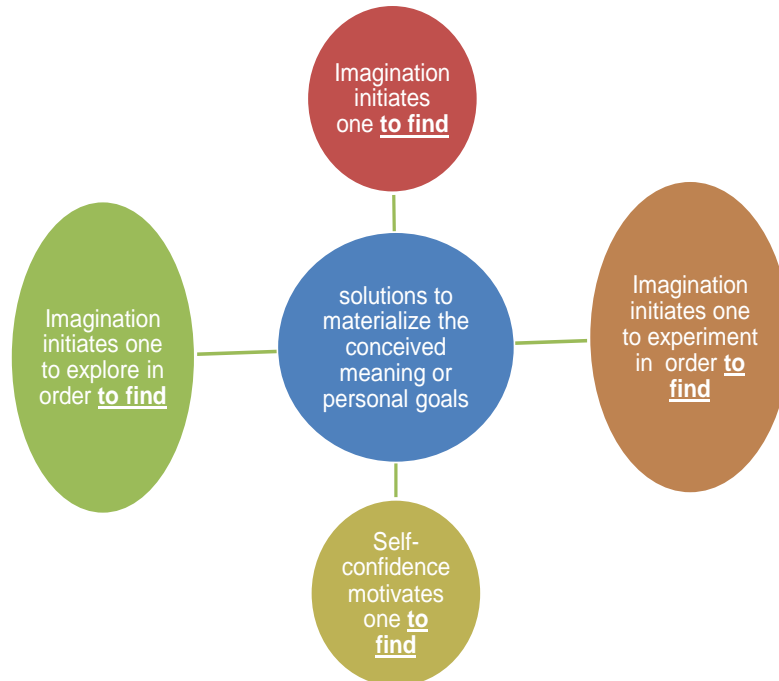 Imagination
initiates
one to find
Imagination
initiates one
to explore in
order to find
solutions to
materialize the
conceived
meaning or
personal goals
Imagination
initiates one
to experiment
in order to
find
Self-
confidence
motivates
one to
find